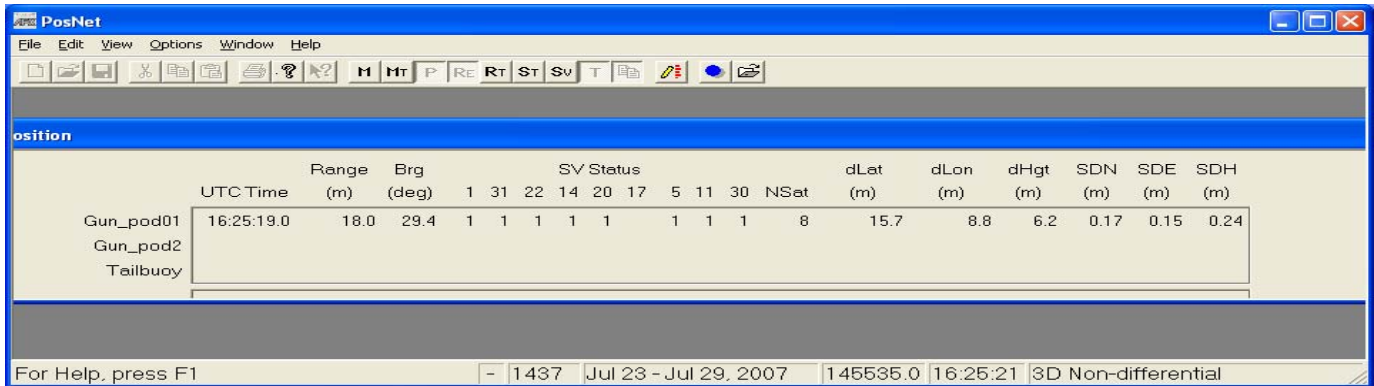 PosNet
File Edit View Options Window Help
M MT P RE RT ST SV T
osition
Range Brg SV Status dLat dLon dHgt SDN SDE SDH
UTC Time (m) (deg) 1 31 22 14 20 17 5 11 30 NSat (m) (m) (m) (m) (m) (m)
Gun_pod01 16:25:19.0 18.0 29.4 1 1 1 1 1 1 1 1 8 15.7 8.8 6.2 0.17 0.15 0.24
Gun_pod2
Tailbuoy
For Help, press F1 - 1437 Jul 23 - Jul 29, 2007 145535.0 16:25:21 3D Non-differential